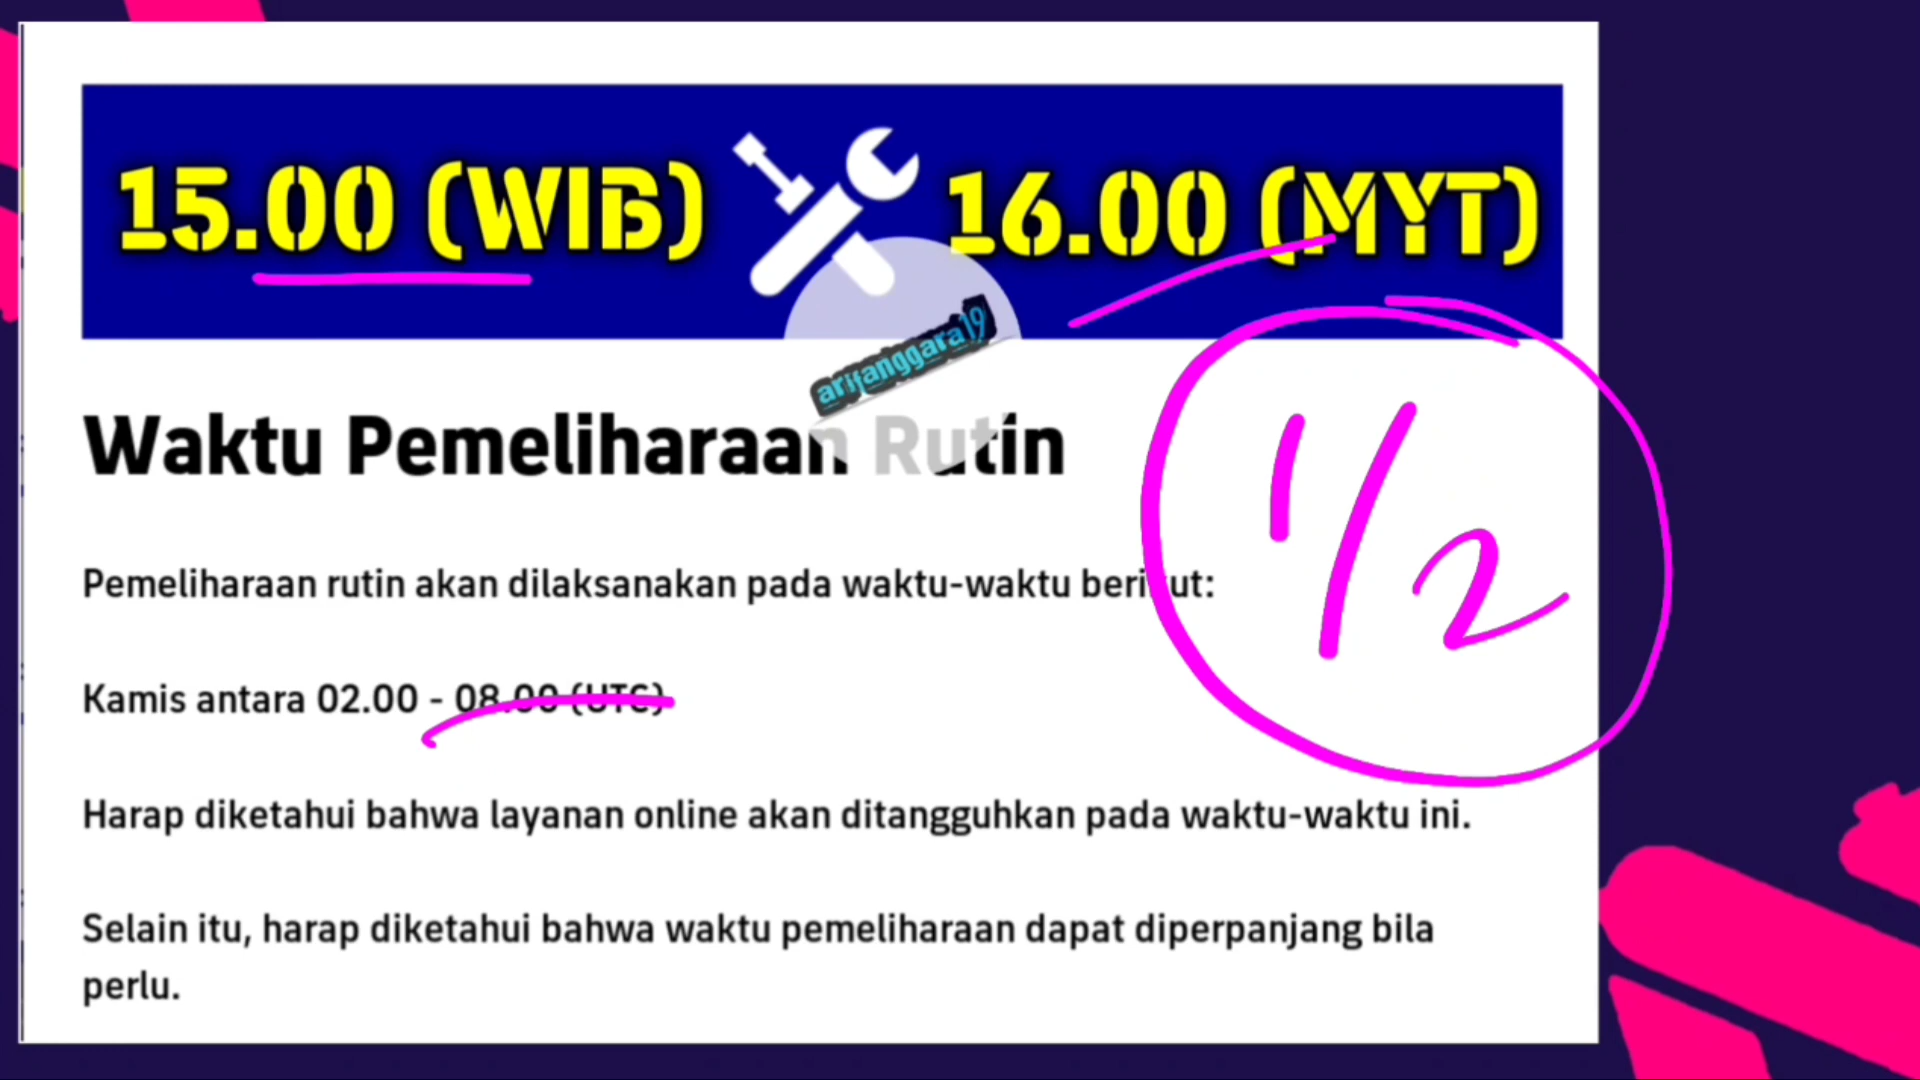 15.00 (WIB) 16.00 (MYT)
arifanggara19
Waktu Pemeliharaan Rutin
1/2
Pemeliharaan rutin akan dilaksanakan pada waktu-waktu berikut:
Kamis antara 02.00 - 08.00 (UTC)
Harap diketahui bahwa layanan online akan ditangguhkan pada waktu-waktu ini.
Selain itu, harap diketahui bahwa waktu pemeliharaan dapat diperpanjang bila
perlu.